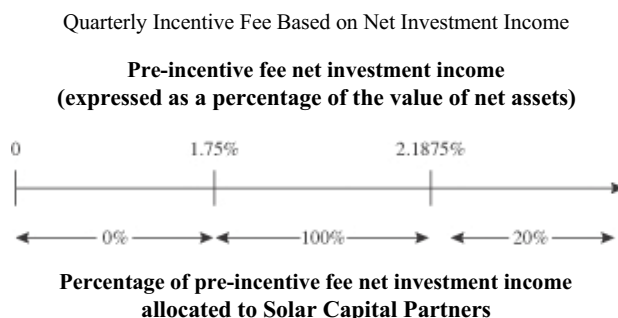 Quarterly Incentive Fee Based on Net Investment Income
Pre-incentive fee net investment income
(expressed as a percentage of the value of net assets)
0 1.75% 2.1875%
0% 100% 20%
Percentage of pre-incentive fee net investment income
allocated to Solar Capital Partners